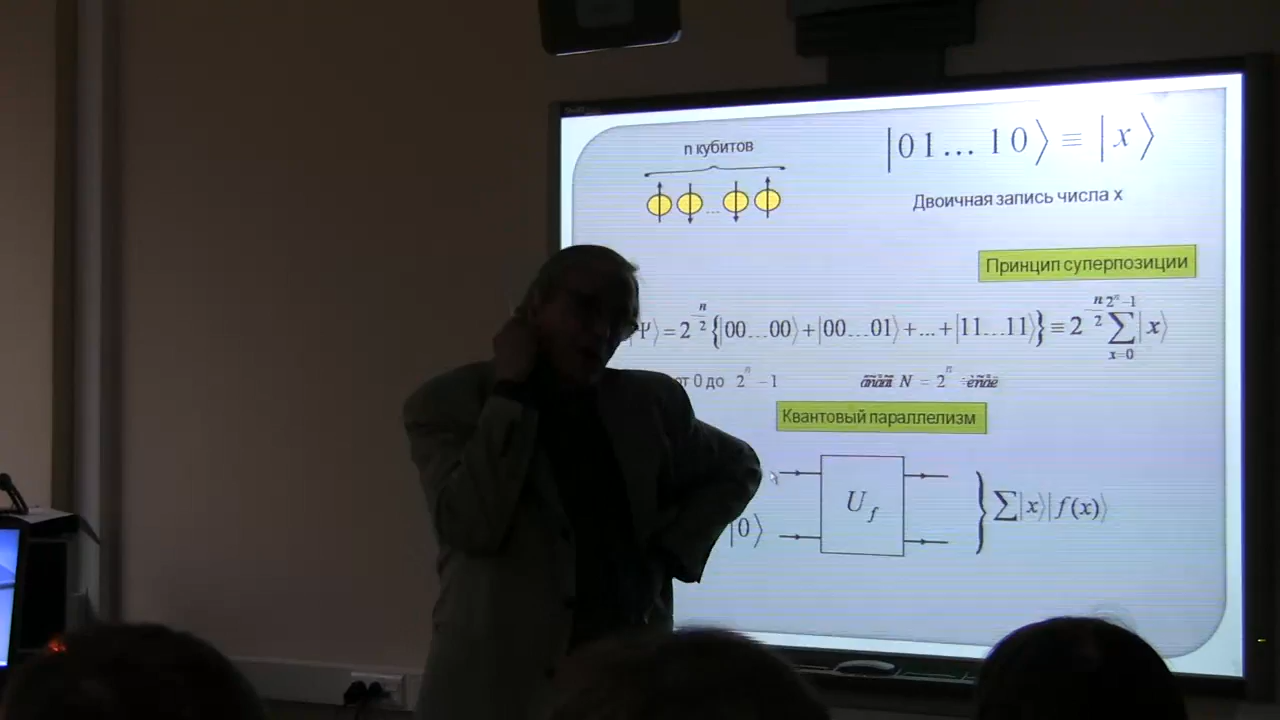 n кубитов
|01...10⟩ ≡ |x⟩
Двоичная запись числа x
...
Принцип суперпозиции
Ψ⟩ = 2^{-n/2} {|00...00⟩ + |00...01⟩ + ... + |11...11⟩} ≡ 2^{-n/2} ∑_{x=0}^{2^n-1} |x⟩
от 0 до 2^n − 1
N = 2^n
Квантовый параллелизм
U_f
} ∑|x⟩|f(x)⟩
|0⟩